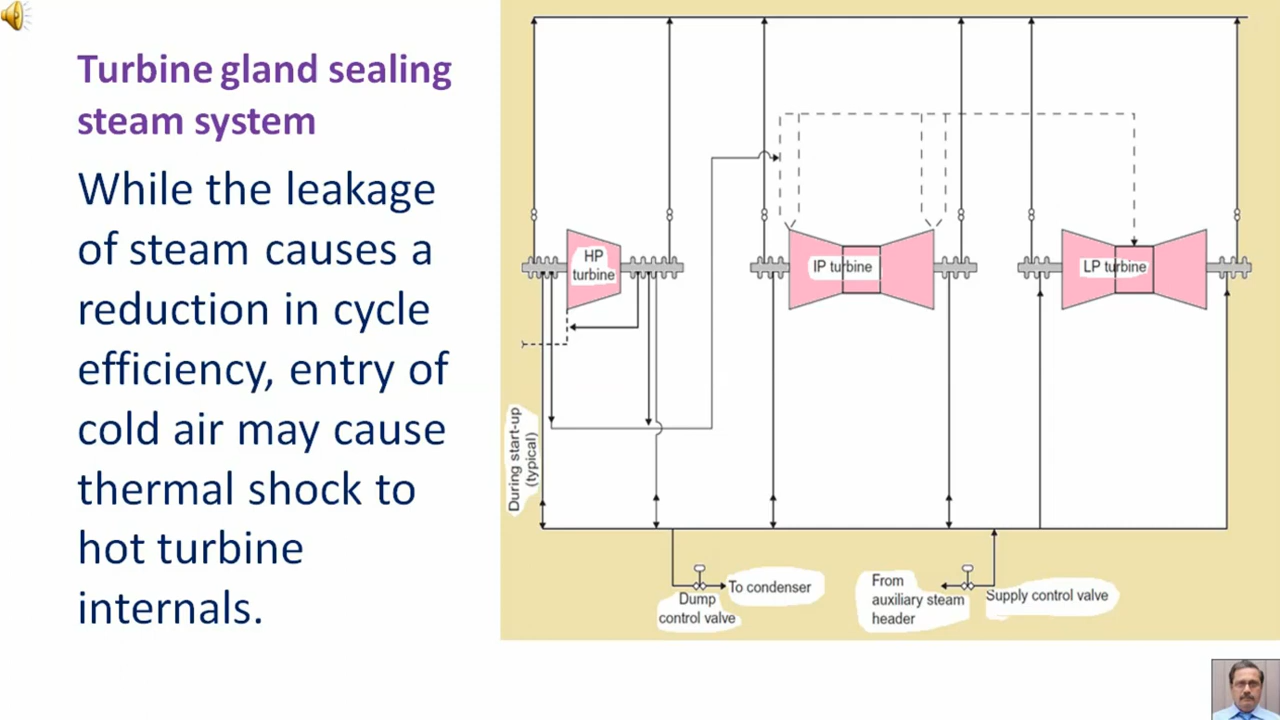 Turbine gland sealing
steam system
While the leakage
of steam causes a
reduction in cycle
efficiency, entry of
cold air may cause
thermal shock to
hot turbine
internals.
HP
turbine
IP turbine
LP turbine
During start-up
(typical)
To condenser
Dump
control valve
From
auxiliary steam
header
Supply control valve